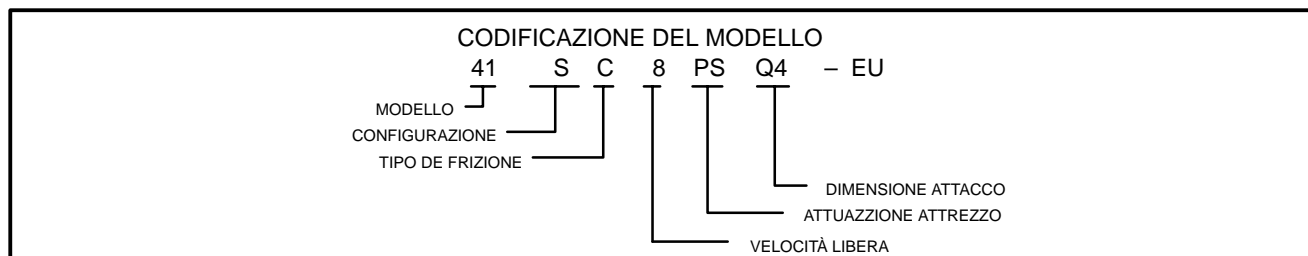 CODIFICAZIONE DEL MODELLO
41 S C 8 PS Q4 – EU
MODELLO
CONFIGURAZIONE
TIPO DE FRIZIONE
DIMENSIONE ATTACCO
ATTUAZZIONE ATTREZZO
VELOCITÀ LIBERA